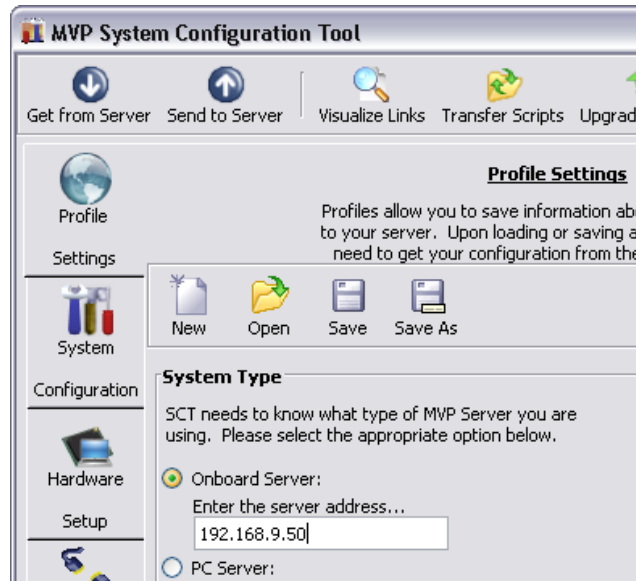 MVP System Configuration Tool
Get from Server Send to Server Visualize Links Transfer Scripts
Profile
Settings
System
Configuration
Hardware
Setup
Profile Settings
Profiles allow you to save information
to your server. Upon loading or saving
need to get your configuration from the
New Open Save Save As
System Type
SCT needs to know what type of MVP Server you are
using. Please select the appropriate option below.
Onboard Server:
Enter the server address...
192.168.9.50
PC Server: